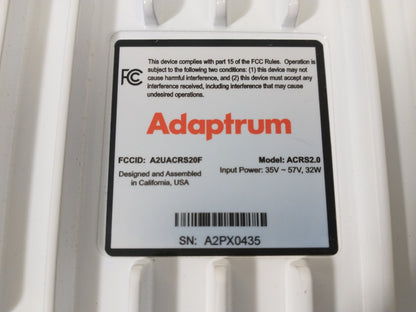 This device complies with part 15 of the FCC Rules. Operation is
subject to the following two conditions: (1) this device may not
cause harmful interference, and (2) this device must accept any
interference received, including interference that may cause
undesired operations.
FC
Adaptrum
FCCID: A2UACRS20F
Model: ACRS2.0
Designed and Assembled
in California, USA
Input Power: 35V ~ 57V, 32W
SN: A2PX0435